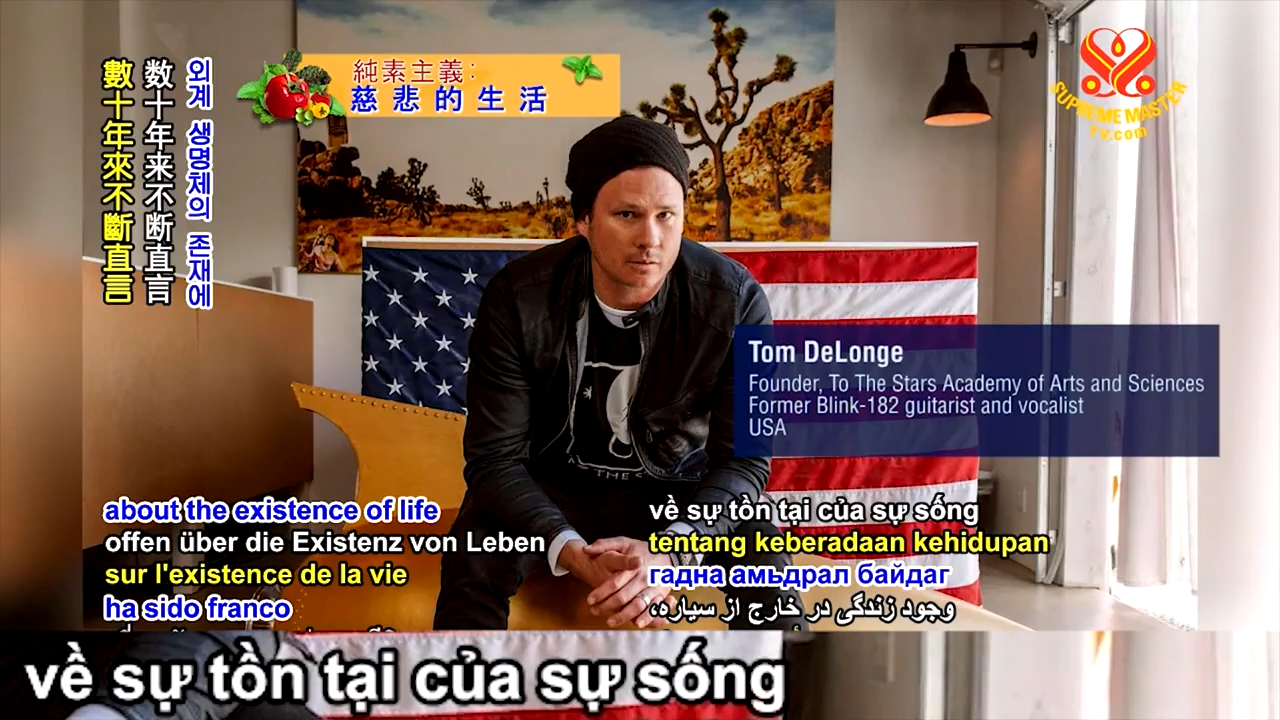 數十年來不斷直言
数十年来不断直言
외계 생명체의 존재에
純素主義:
慈悲的生活
SUPREME MASTER
TV.com
Tom DeLonge
Founder, To The Stars Academy of Arts and Sciences
Former Blink-182 guitarist and vocalist
USA
about the existence of life
offen über die Existenz von Leben
sur l'existence de la vie
ha sido franco
về sự tồn tại của sự sống
tentang keberadaan kehidupan
гадна амьдрал байдаг
وجود زندگی در خارج از سیاره،
về sự tồn tại của sự sống